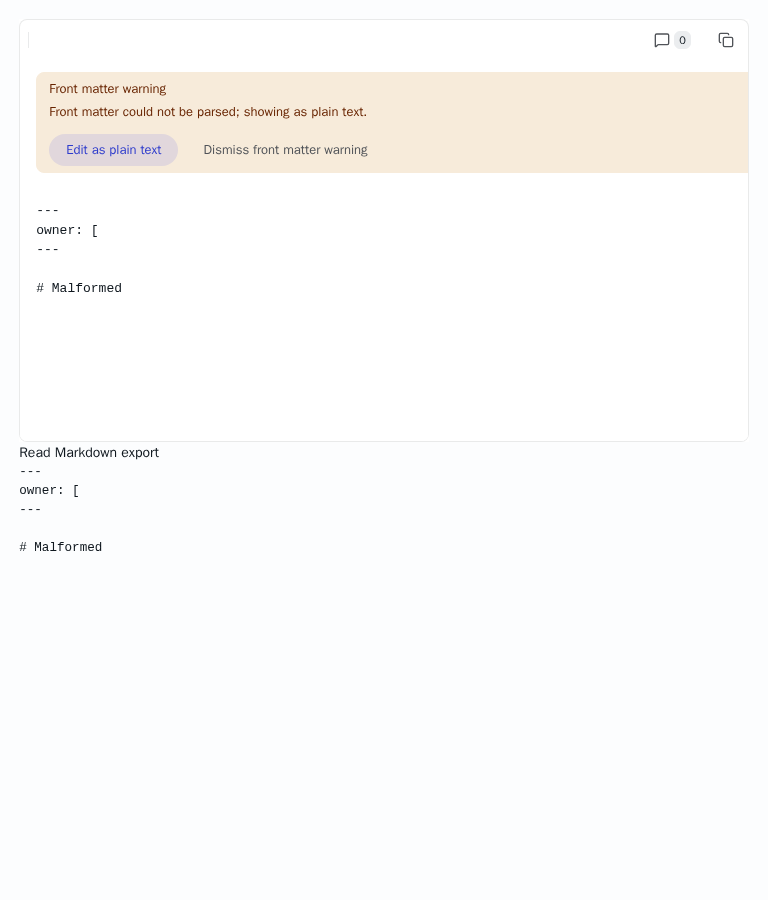 0
Front matter warning
Front matter could not be parsed; showing as plain text.
Edit as plain text Dismiss front matter warning
---
owner: [
---
# Malformed
Read Markdown export
---
owner: [
---
# Malformed